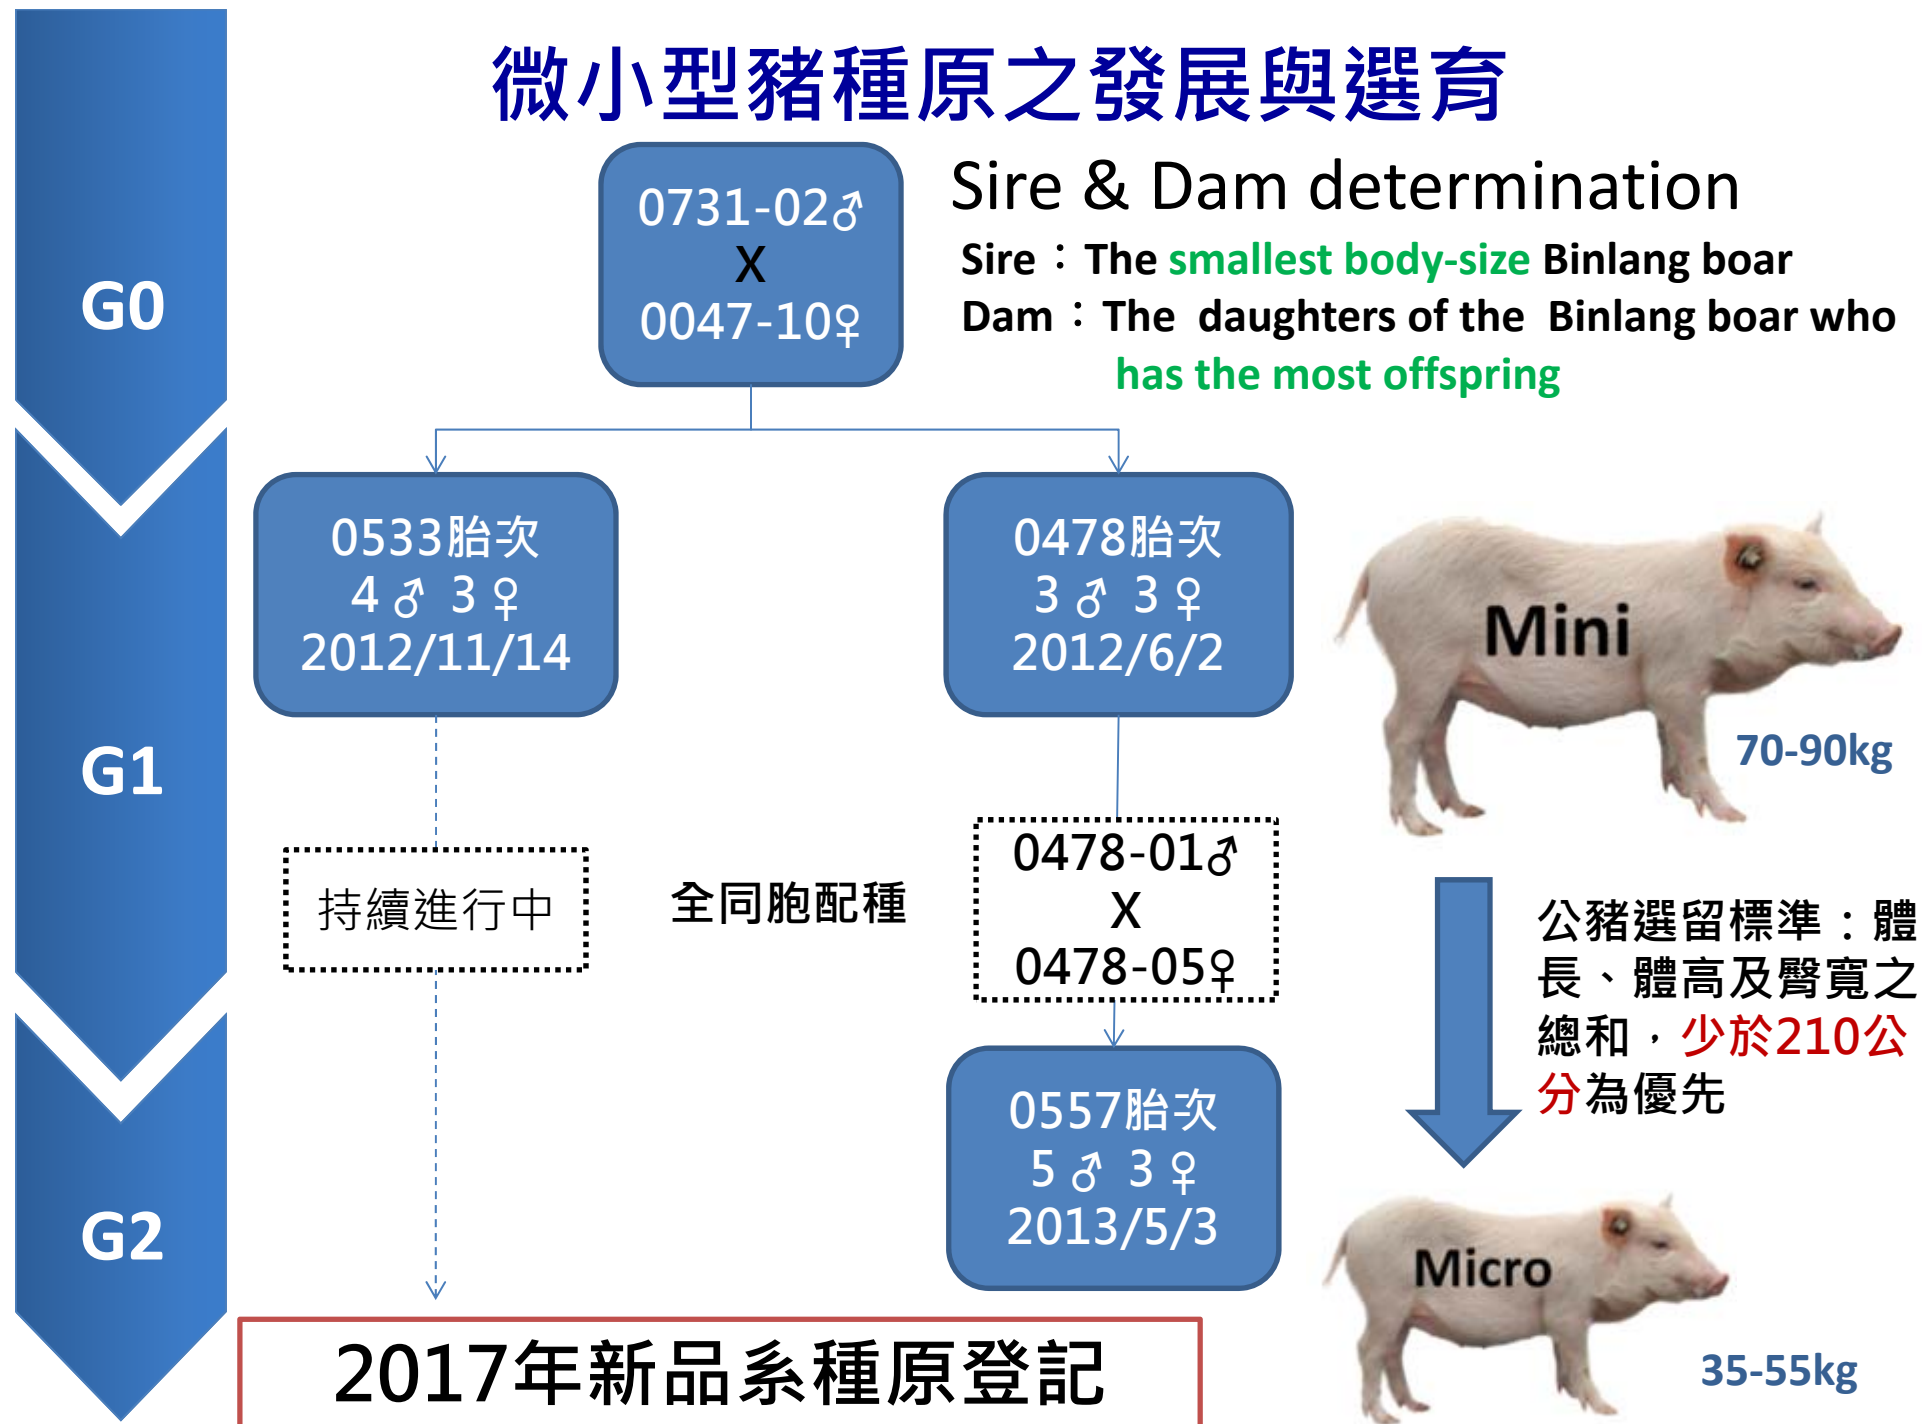 微小型豬種原之發展與選育
G0
0731-02♂
X
0047-10♀
Sire & Dam determination
Sire：The smallest body-size Binlang boar
Dam：The daughters of the Binlang boar who
has the most offspring
G1
0533胎次
4♂ 3♀
2012/11/14
0478胎次
3♂ 3♀
2012/6/2
Mini
70-90kg
持續進行中
全同胞配種
0478-01♂
X
0478-05♀
公豬選留標準：體
長、體高及臀寬之
總和，少於210公
分為優先
G2
0557胎次
5♂ 3♀
2013/5/3
Micro
35-55kg
2017年新品系種原登記